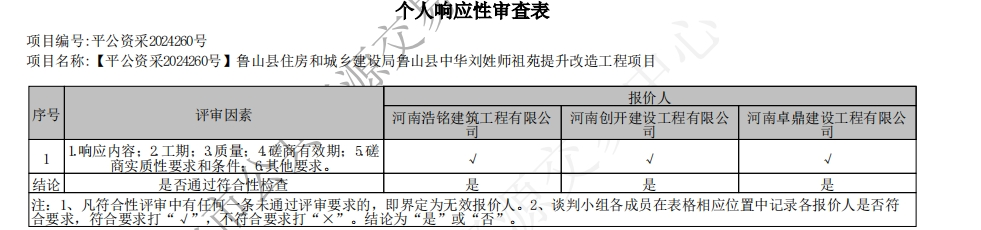 个人响应性审查表
项目编号:平公资采2024260号
项目名称:【平公资采2024260号】鲁山县住房和城乡建设局鲁山县中华刘姓师祖苑提升改造工程项目
序号
评审因素
报价人
河南浩铭建筑工程有限公
司
河南创开建设工程有限公
司
河南卓鼎建设工程有限公
司
1
1.响应内容；2.工期；3.质量；4.磋商有效期；5.磋
商实质性要求和条件；6.其他要求。
√
√
√
结论
是否通过符合性检查
是
是
是
注：1、凡符合性评审中有任何一条未通过评审要求的，即界定为无效报价人。2、谈判小组各成员在表格相应位置中记录各报价人是否符
合要求，符合要求打“√”，不符合要求打“×”。结论为“是”或“否”。